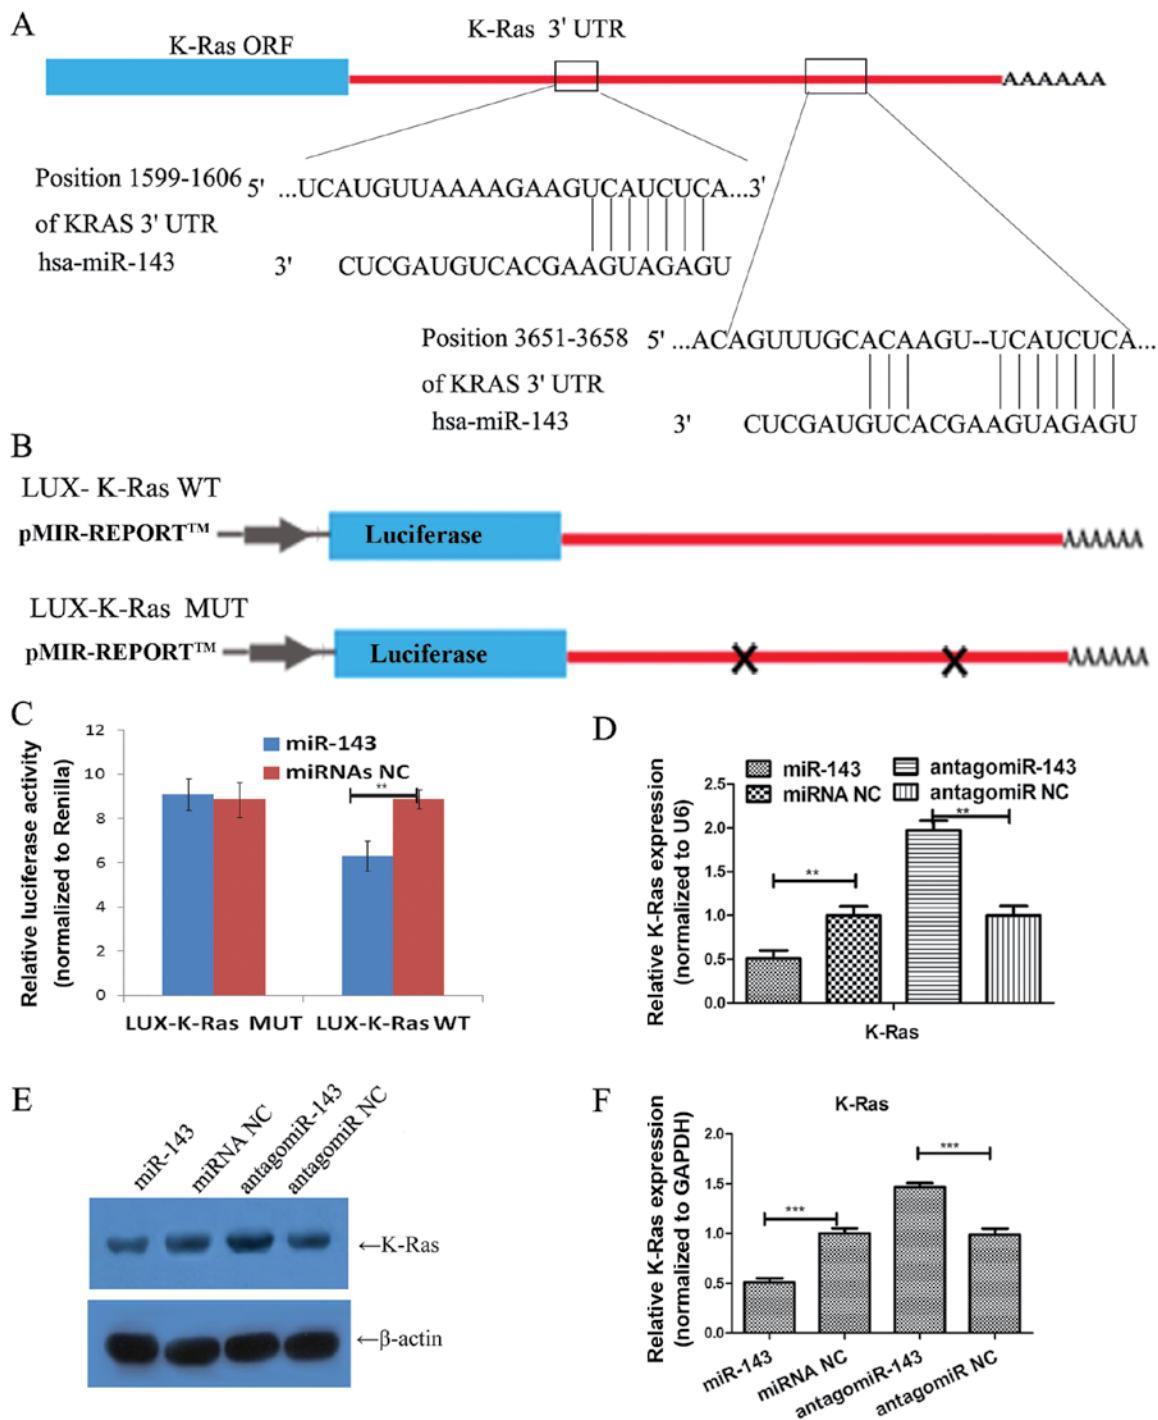 A
K-Ras ORF
K-Ras 3' UTR
AAAAAA
Position 1599-1606 5' ...UCAUGUUAAAAGAAGUCAUCUCA...3'
of KRAS 3' UTR
hsa-miR-143 3' CUCGAUGUCACGAAGUAGAGU
Position 3651-3658 5' ...ACAGUUUGCACAAGU--UCAUCUCA...
of KRAS 3' UTR
hsa-miR-143 3' CUCGAUGUCACGAAGUAGAGU
B
LUX- K-Ras WT
pMIR-REPORT™ Luciferase AAAAAA
LUX-K-Ras MUT
pMIR-REPORT™ Luciferase AAAAAA
C
Relative luciferase activity
(normalized to Renilla)
12
10
8
6
4
2
0
miR-143
miRNAs NC
**
LUX-K-Ras MUT LUX-K-Ras WT
D
miR-143 antagomiR-143
miRNA NC antagomiR NC
Relative K-Ras expression
(normalized to U6)
2.5
2.0
1.5
1.0
0.5
0.0
**
**
K-Ras
E
miR-143
miRNA NC
antagomiR-143
antagomiR NC
←K-Ras
←β-actin
F
K-Ras
Relative K-Ras expression
(normalized to GAPDH)
2.0
1.5
1.0
0.5
0.0
***
***
miR-143
miRNA NC
antagomiR-143
antagomiR NC